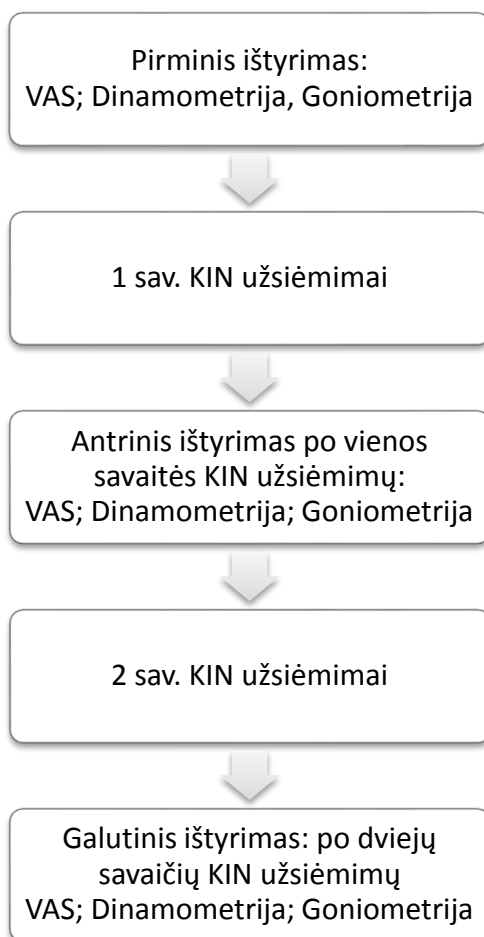 Pirminis ištyrimas:
VAS; Dinamometrija, Goniometrija
1 sav. KIN užsiėmimai
Antrinis ištyrimas po vienos
savaitės KIN užsiėmimų:
VAS; Dinamometrija; Goniometrija
2 sav. KIN užsiėmimai
Galutinis ištyrimas: po dviejų
savaičių KIN užsiėmimų
VAS; Dinamometrija; Goniometrija